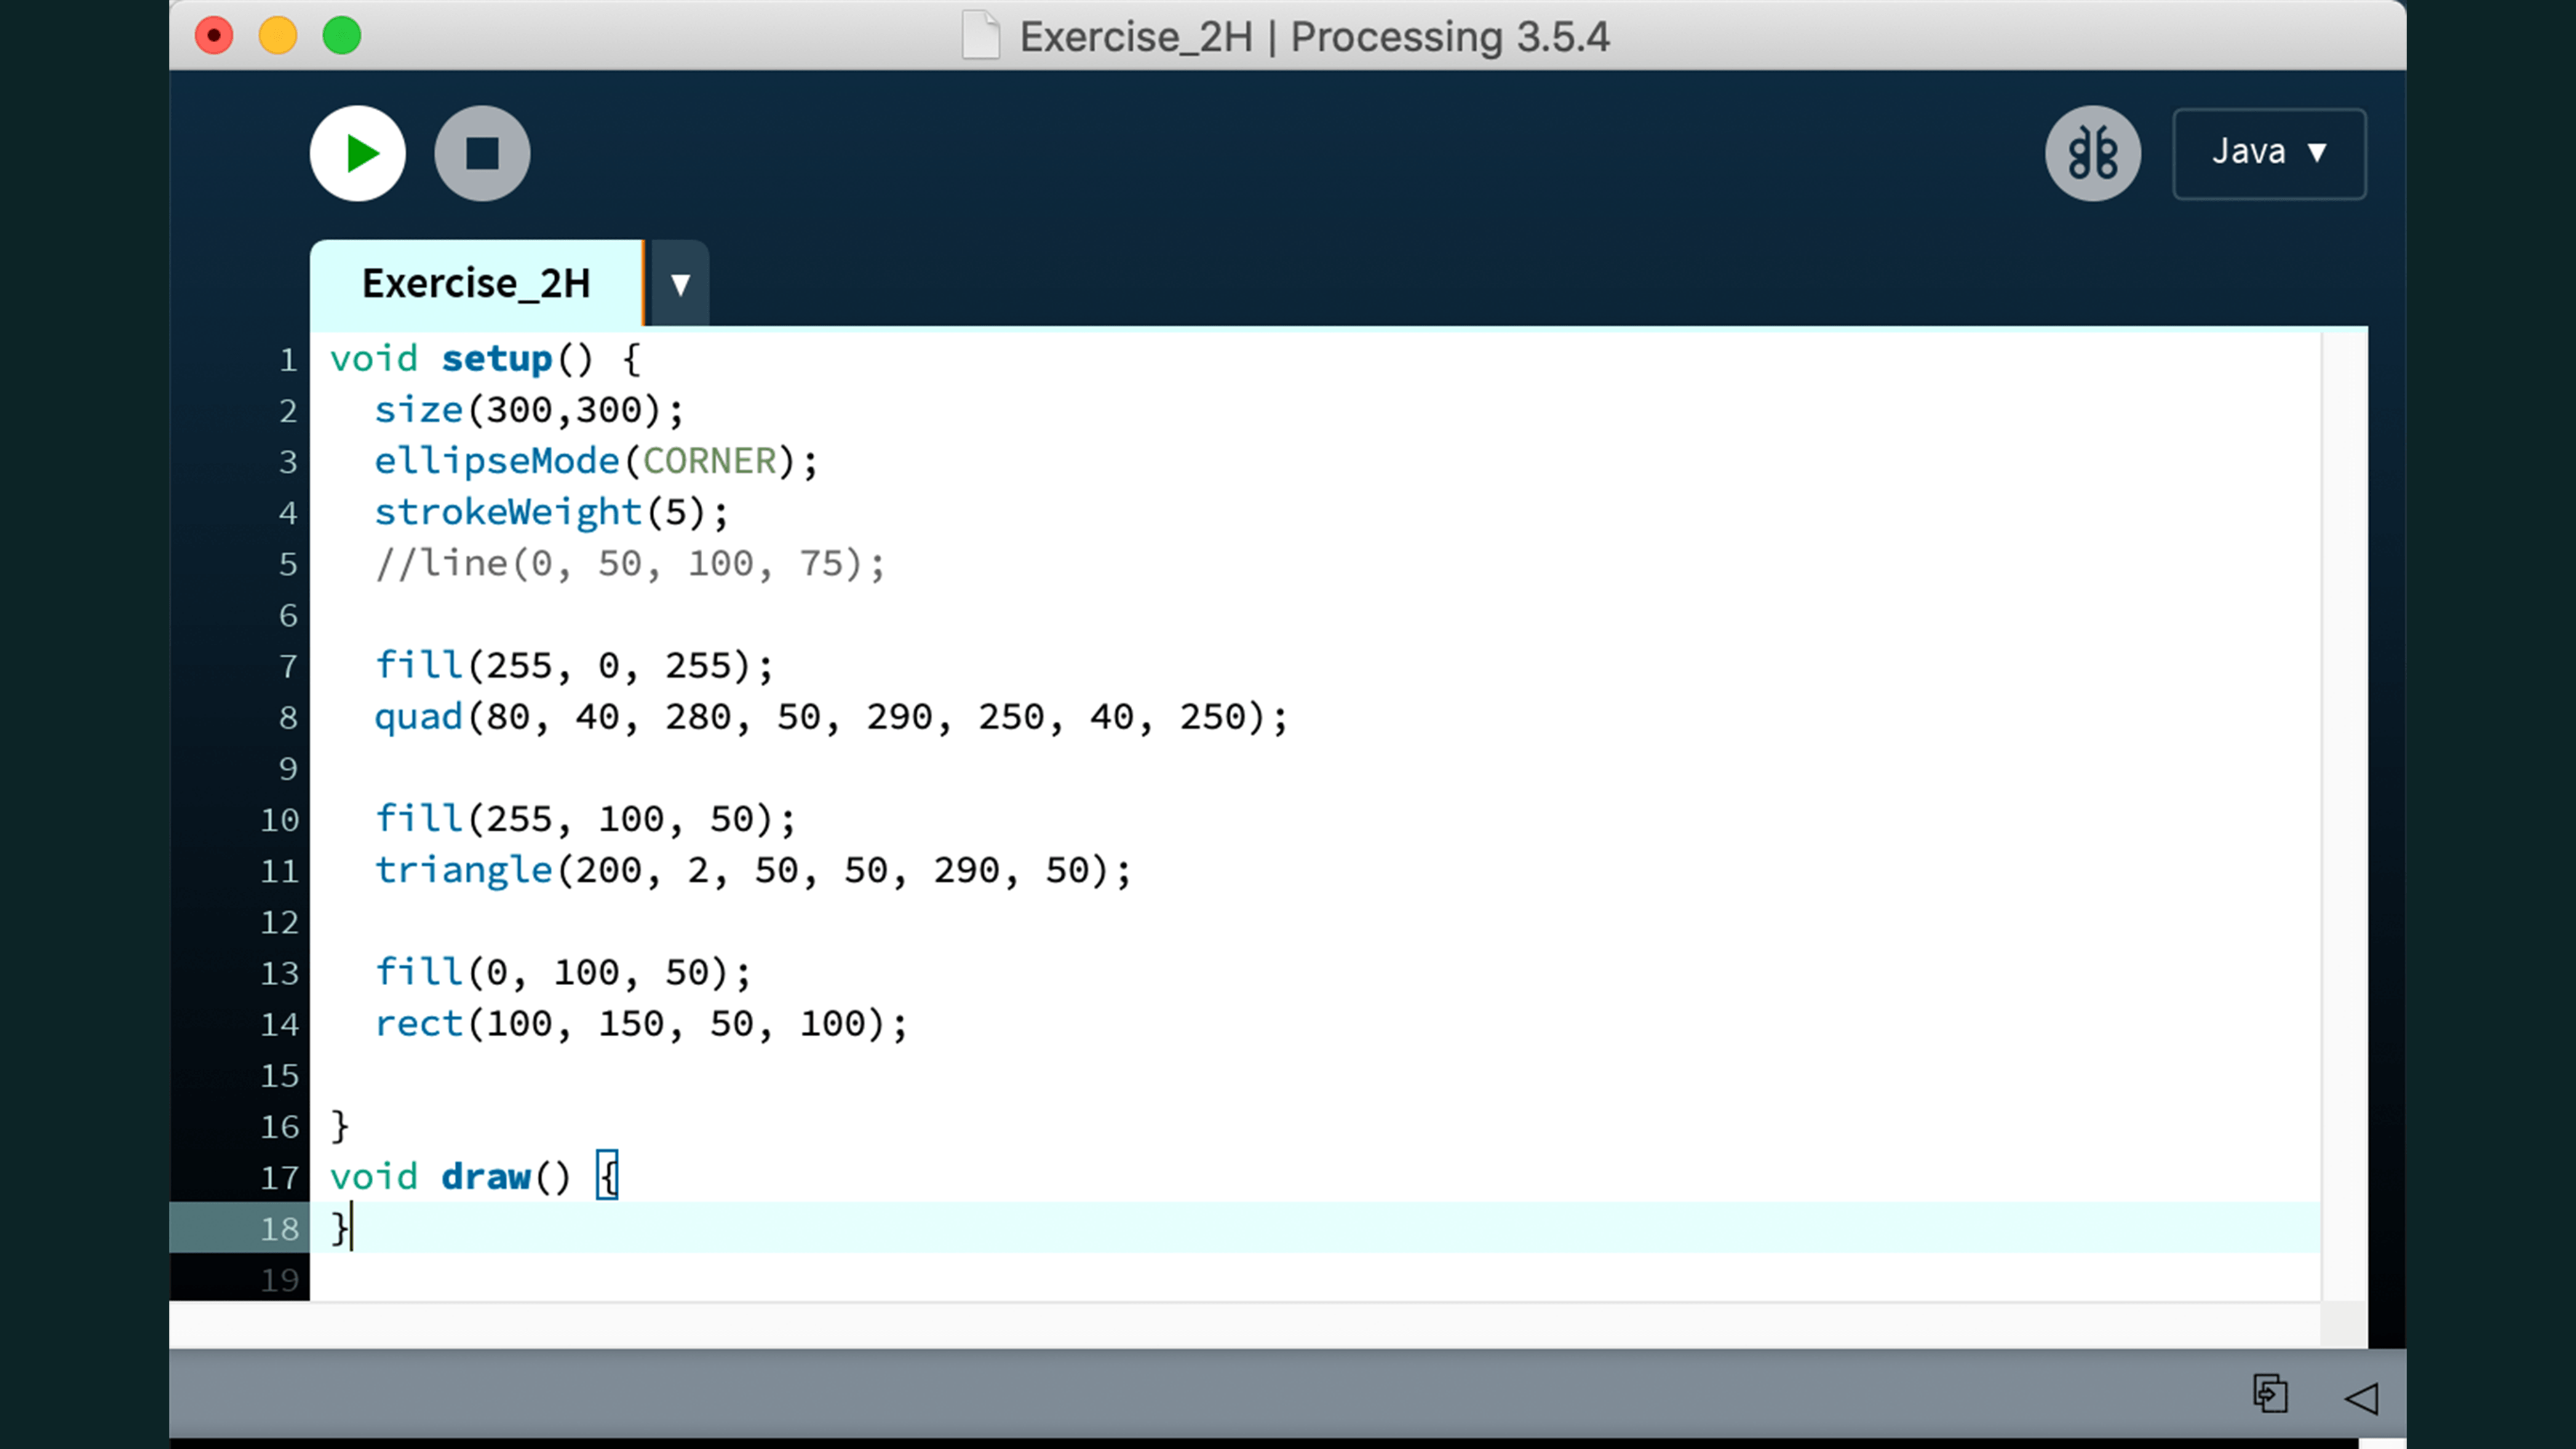 Exercise_2H | Processing 3.5.4
Java ▼
Exercise_2H ▼
1 void setup() {
2   size(300,300);
3   ellipseMode(CORNER);
4   strokeWeight(5);
5   //line(0, 50, 100, 75);
6
7   fill(255, 0, 255);
8   quad(80, 40, 280, 50, 290, 250, 40, 250);
9
10   fill(255, 100, 50);
11   triangle(200, 2, 50, 50, 290, 50);
12
13   fill(0, 100, 50);
14   rect(100, 150, 50, 100);
15
16 }
17 void draw() {
18 }
19